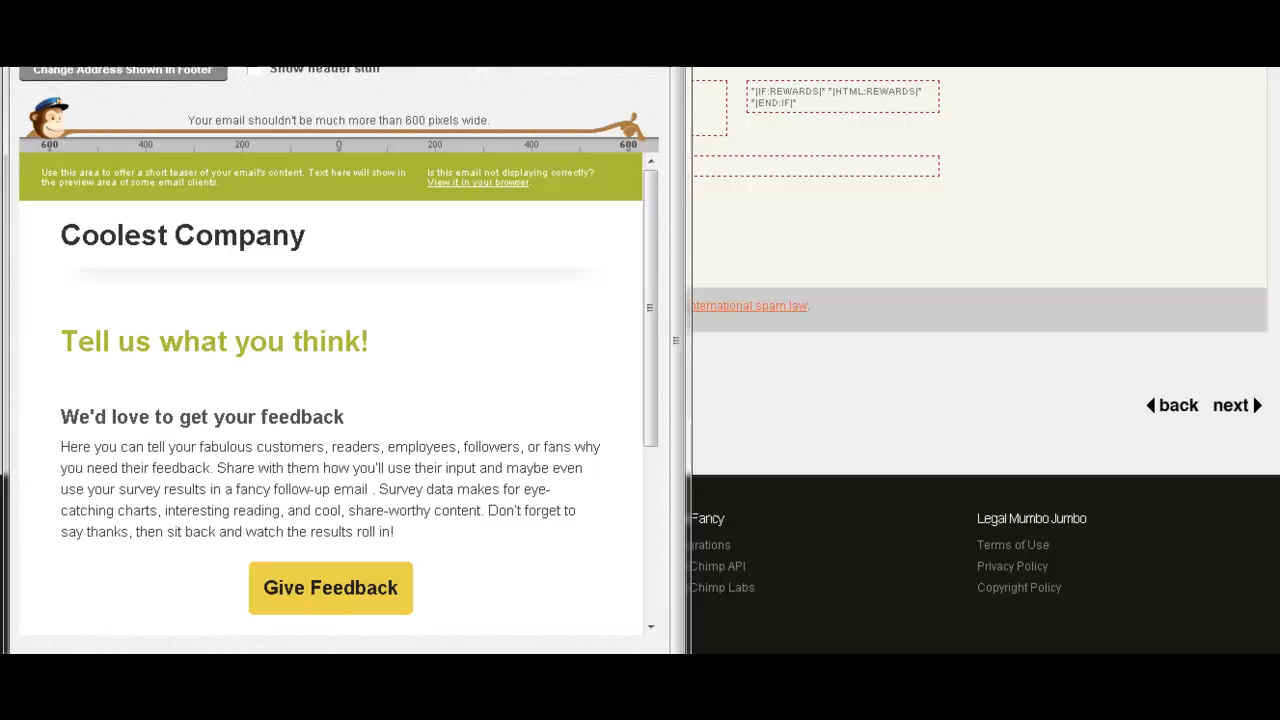 Change Address Shown In Footer
Show header stuff
Your email shouldn't be much more than 600 pixels wide.
600 400 200 0 200 400 600
Use this area to offer a short teaser of your email's content. Text here will show in
the preview area of some email clients.
Is this email not displaying correctly?
View it in your browser.
Coolest Company
Tell us what you think!
We'd love to get your feedback
Here you can tell your fabulous customers, readers, employees, followers, or fans why
you need their feedback. Share with them how you'll use their input and maybe even
use your survey results in a fancy follow-up email . Survey data makes for eye-
catching charts, interesting reading, and cool, share-worthy content. Don't forget to
say thanks, then sit back and watch the results roll in!
Give Feedback
*|IF:REWARDS|* *|HTML:REWARDS|*
*|END:IF|*
nternational spam law.
back next
Fancy
grations
Chimp API
Chimp Labs
Legal Mumbo Jumbo
Terms of Use
Privacy Policy
Copyright Policy